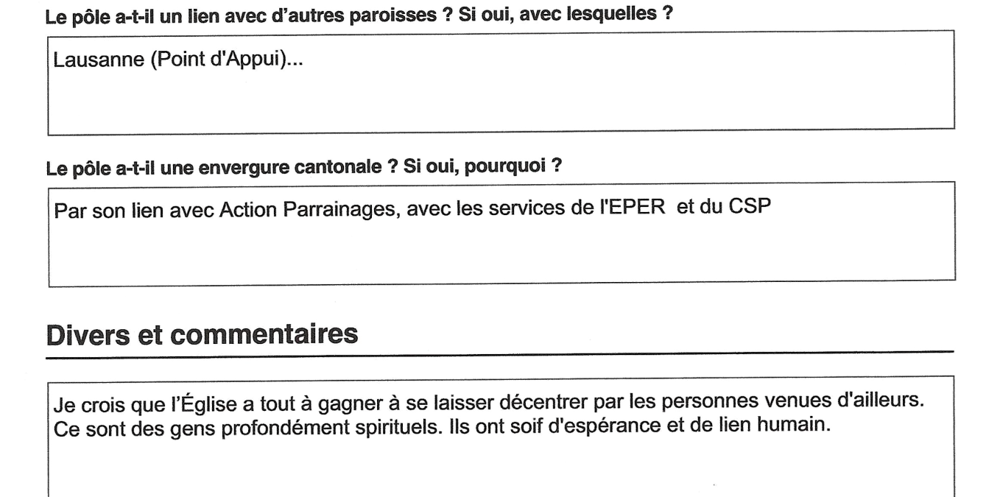 Le pôle a-t-il un lien avec d'autres paroisses ? Si oui, avec lesquelles ?
Lausanne (Point d'Appui)...
Le pôle a-t-il une envergure cantonale ? Si oui, pourquoi ?
Par son lien avec Action Parrainages, avec les services de l'EPER et du CSP
Divers et commentaires
Je crois que l'Église a tout à gagner à se laisser décentrer par les personnes venues d'ailleurs.
Ce sont des gens profondément spirituels. Ils ont soif d'espérance et de lien humain.